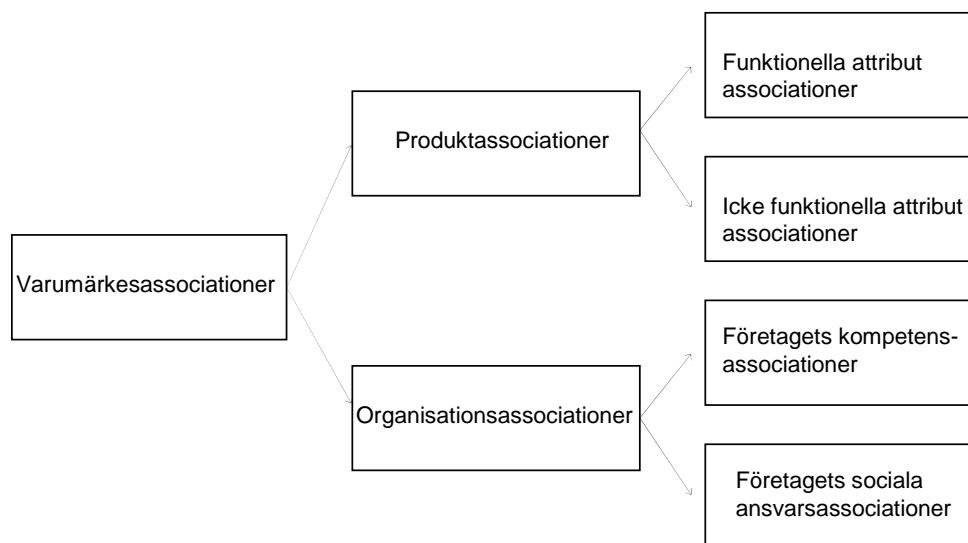 Funktionella attribut
associationer
Produktassociationer
Icke funktionella attribut
associationer
Varumärkesassociationer
Företagets kompetens-
associationer
Organisationsassociationer
Företagets sociala
ansvarsassociationer